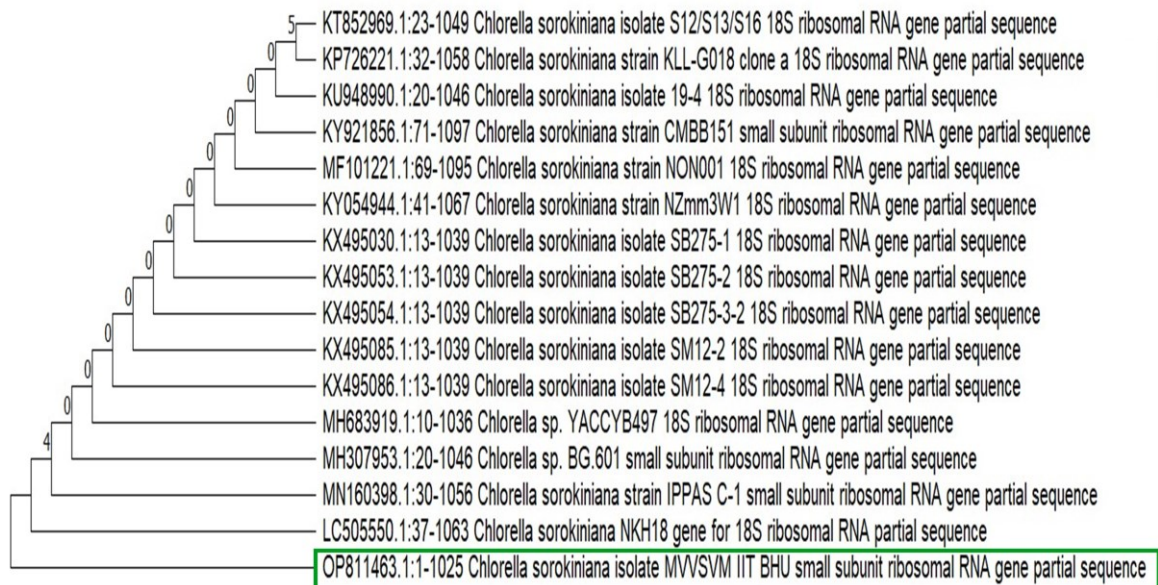 5
KT852969.1:23-1049 Chlorella sorokiniana isolate S12/S13/S16 18S ribosomal RNA gene partial sequence
0
KP726221.1:32-1058 Chlorella sorokiniana strain KLL-G018 clone a 18S ribosomal RNA gene partial sequence
0
KU948990.1:20-1046 Chlorella sorokiniana isolate 19-4 18S ribosomal RNA gene partial sequence
0
KY921856.1:71-1097 Chlorella sorokiniana strain CMBB151 small subunit ribosomal RNA gene partial sequence
0
MF101221.1:69-1095 Chlorella sorokiniana strain NON001 18S ribosomal RNA gene partial sequence
0
KY054944.1:41-1067 Chlorella sorokiniana strain NZmm3W1 18S ribosomal RNA gene partial sequence
0
KX495030.1:13-1039 Chlorella sorokiniana isolate SB275-1 18S ribosomal RNA gene partial sequence
0
KX495053.1:13-1039 Chlorella sorokiniana isolate SB275-2 18S ribosomal RNA gene partial sequence
0
KX495054.1:13-1039 Chlorella sorokiniana isolate SB275-3-2 18S ribosomal RNA gene partial sequence
0
KX495085.1:13-1039 Chlorella sorokiniana isolate SM12-2 18S ribosomal RNA gene partial sequence
0
KX495086.1:13-1039 Chlorella sorokiniana isolate SM12-4 18S ribosomal RNA gene partial sequence
0
MH683919.1:10-1036 Chlorella sp. YACCYB497 18S ribosomal RNA gene partial sequence
4
MH307953.1:20-1046 Chlorella sp. BG.601 small subunit ribosomal RNA gene partial sequence
MN160398.1:30-1056 Chlorella sorokiniana strain IPPAS C-1 small subunit ribosomal RNA gene partial sequence
LC505550.1:37-1063 Chlorella sorokiniana NKH18 gene for 18S ribosomal RNA partial sequence
OP811463.1:1-1025 Chlorella sorokiniana isolate MVVSVM IIT BHU small subunit ribosomal RNA gene partial sequence